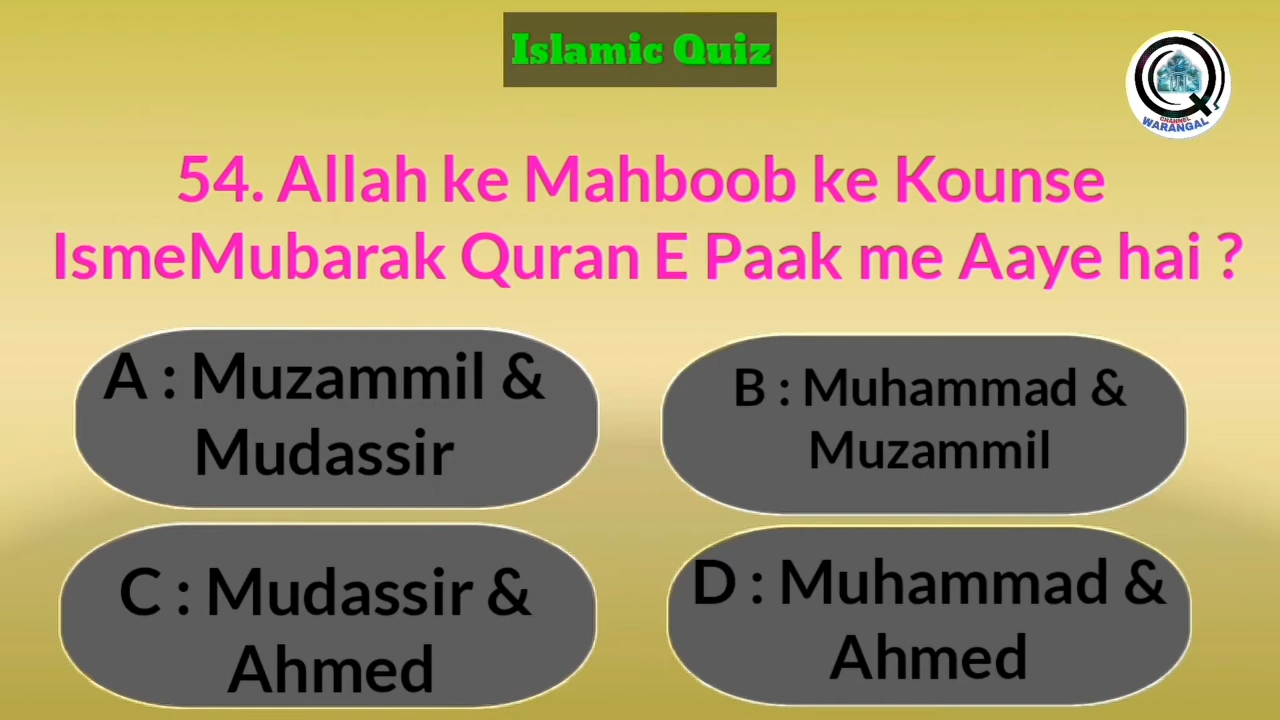 Islamic Quiz
CHANNEL
WARANGAL
54. Allah ke Mahboob ke Kounse
IsmeMubarak Quran E Paak me Aaye hai ?
A : Muzammil &
Mudassir
B : Muhammad &
Muzammil
C : Mudassir &
Ahmed
D : Muhammad &
Ahmed